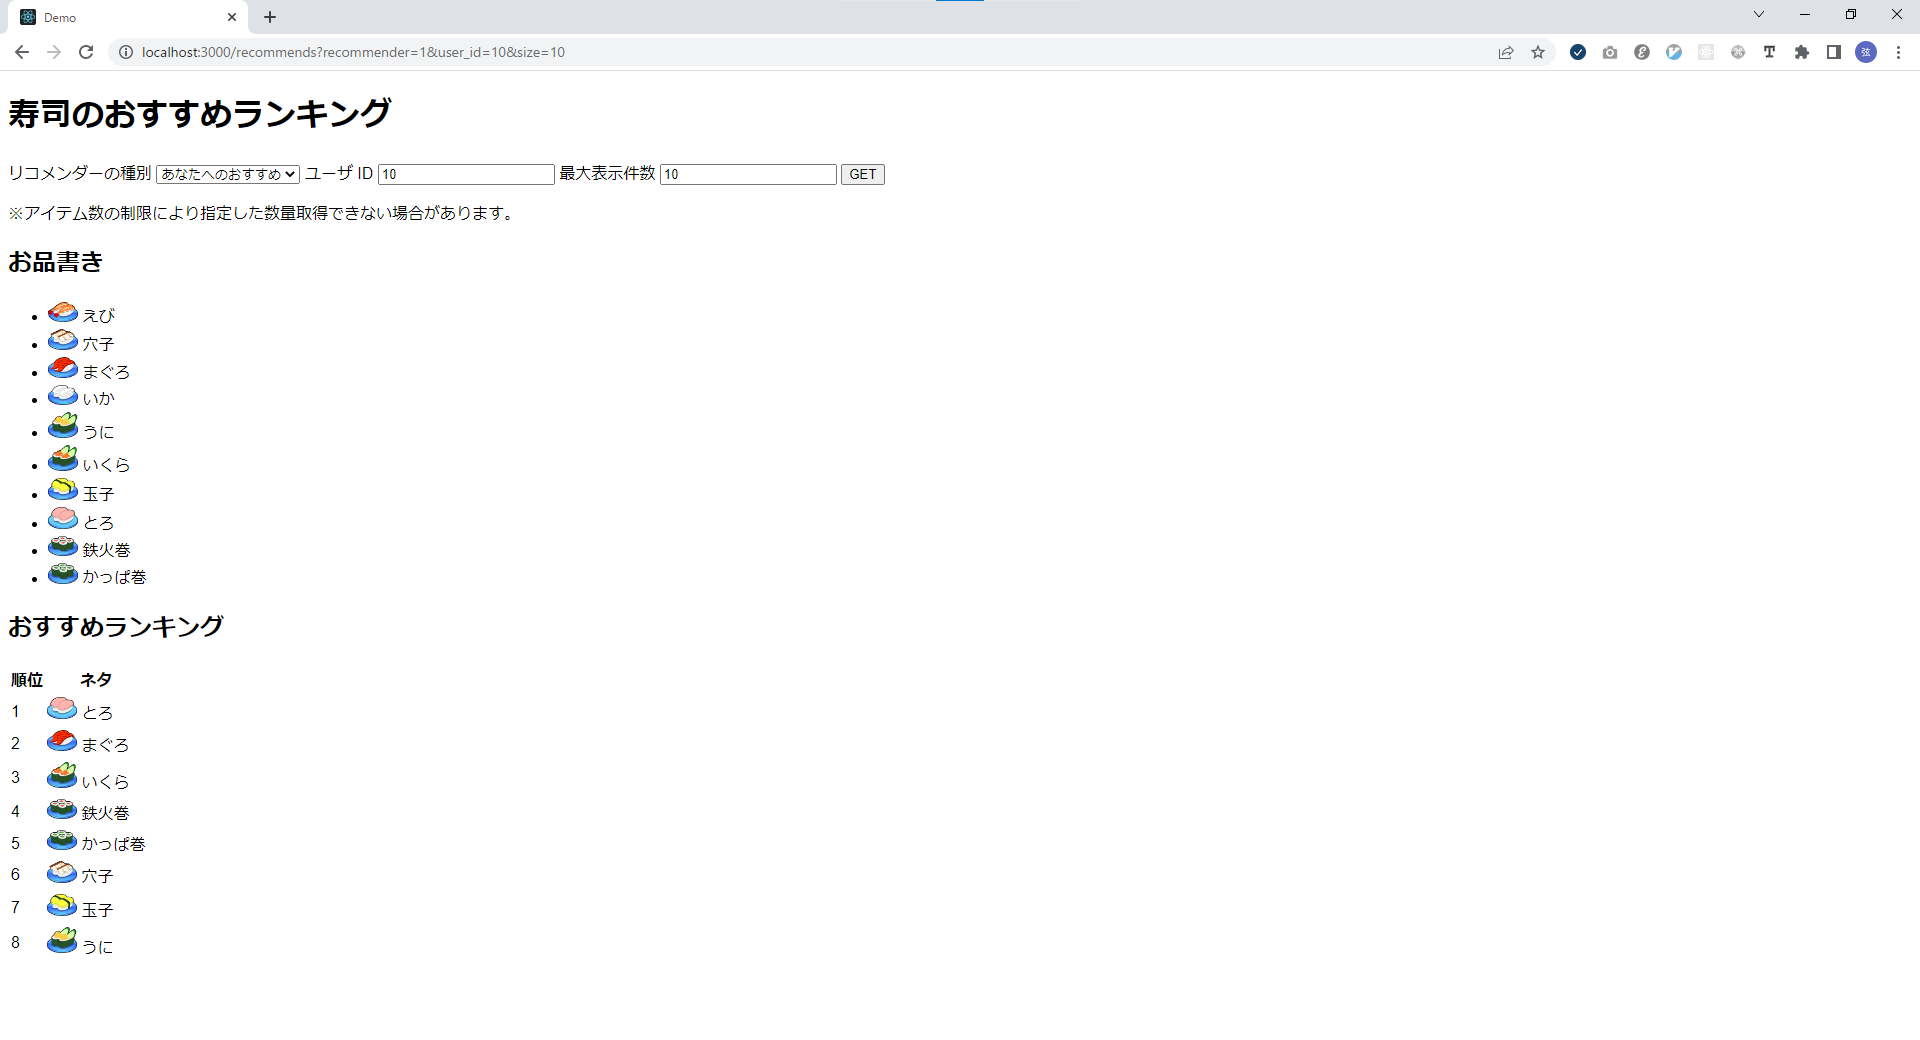 Demo
localhost:3000/recommends?recommender=1&user_id=10&size=10
弦
寿司のおすすめランキング
リコメンダーの種別 あなたへのおすすめ ユーザ ID 10 最大表示件数 10 GET
※アイテム数の制限により指定した数量取得できない場合があります。
お品書き
えび
穴子
まぐろ
いか
うに
いくら
玉子
とろ
鉄火巻
かっぱ巻
おすすめランキング
順位 ネタ
1 とろ
2 まぐろ
3 いくら
4 鉄火巻
5 かっぱ巻
6 穴子
7 玉子
8 うに